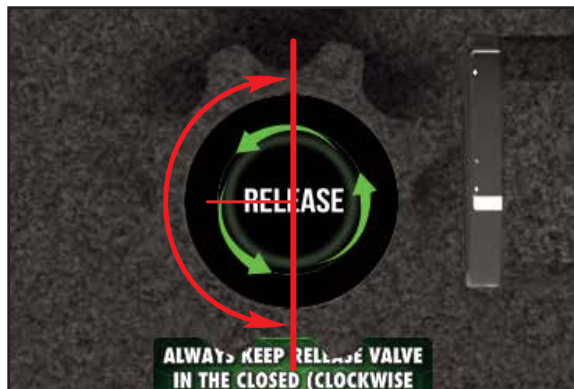 RELEASE
ALWAYS KEEP RELEASE VALVE
IN THE CLOSED (CLOCKWISE